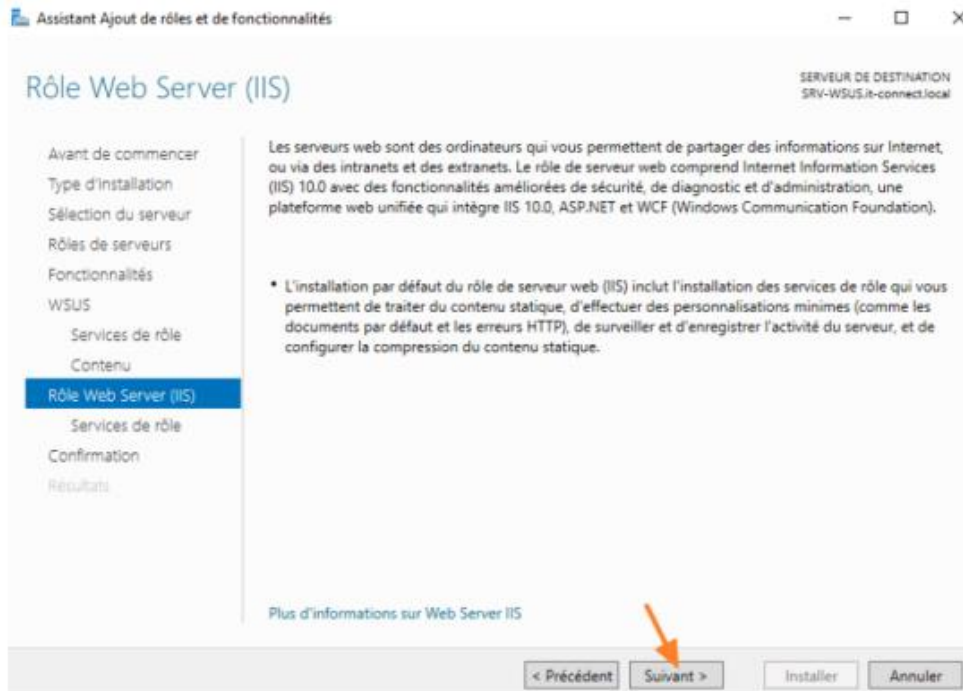 Assistant Ajout de rôles et de fonctionnalités
Rôle Web Server (IIS)
SERVEUR DE DESTINATION
SRV-WSUS.it-connect.local
Avant de commencer
Type d'installation
Sélection du serveur
Rôles de serveurs
Fonctionnalités
WSUS
Services de rôle
Contenu
Rôle Web Server (IIS)
Services de rôle
Confirmation
Résultats
Les serveurs web sont des ordinateurs qui vous permettent de partager des informations sur Internet,
ou via des intranets et des extranets. Le rôle de serveur web comprend Internet Information Services
(IIS) 10.0 avec des fonctionnalités améliorées de sécurité, de diagnostic et d'administration, une
plateforme web unifiée qui intègre IIS 10.0, ASP.NET et WCF (Windows Communication Foundation).
• L'installation par défaut du rôle de serveur web (IIS) inclut l'installation des services de rôle qui vous
permettent de traiter du contenu statique, d'effectuer des personnalisations minimes (comme les
documents par défaut et les erreurs HTTP), de surveiller et d'enregistrer l'activité du serveur, et de
configurer la compression du contenu statique.
Plus d'informations sur Web Server IIS
< Précédent
Suivant >
Installer
Annuler